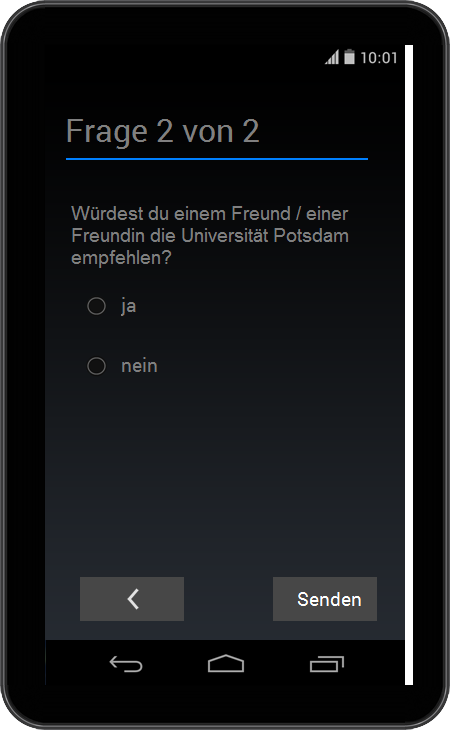 10:01
Frage 2 von 2
Würdest du einem Freund / einer
Freundin die Universität Potsdam
empfehlen?
ja
nein
Senden